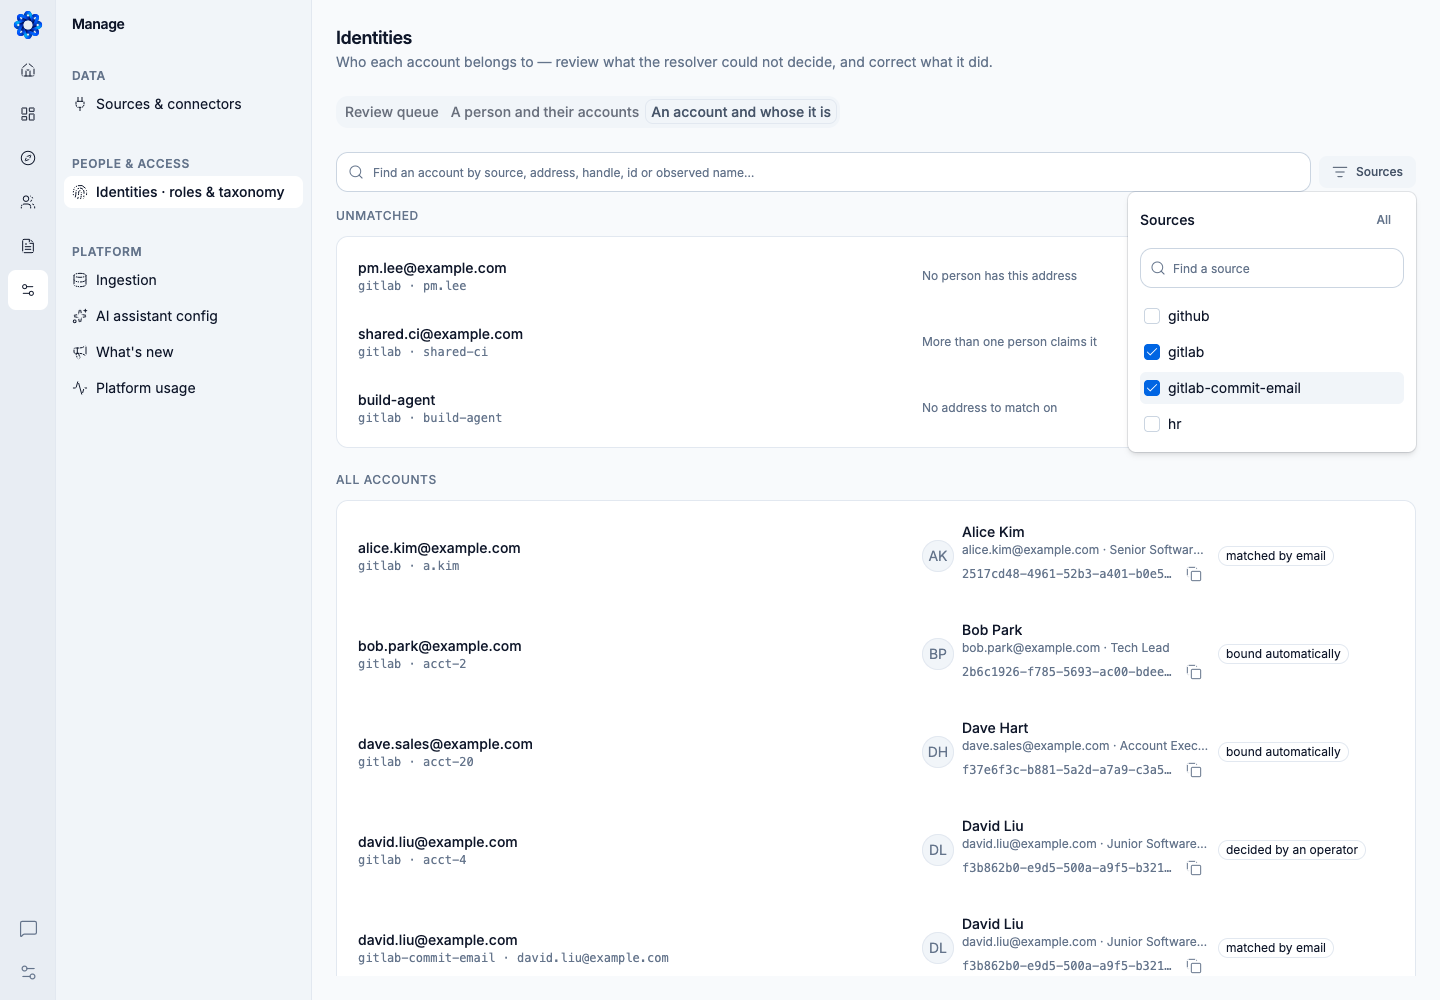 Manage
DATA
Sources & connectors
PEOPLE & ACCESS
Identities · roles & taxonomy
PLATFORM
Ingestion
AI assistant config
What's new
Platform usage
Identities
Who each account belongs to — review what the resolver could not decide, and correct what it did.
Review queue
A person and their accounts
An account and whose it is
Find an account by source, address, handle, id or observed name...
Sources
UNMATCHED
pm.lee@example.com
gitlab · pm.lee
No person has this address
shared.ci@example.com
gitlab · shared-ci
More than one person claims it
build-agent
gitlab · build-agent
No address to match on
Sources
All
Find a source
github
gitlab
gitlab-commit-email
hr
ALL ACCOUNTS
alice.kim@example.com
gitlab · a.kim
AK
Alice Kim
alice.kim@example.com · Senior Softwar...
2517cd48-4961-52b3-a401-b0e5…
matched by email
bob.park@example.com
gitlab · acct-2
BP
Bob Park
bob.park@example.com · Tech Lead
2b6c1926-f785-5693-ac00-bdee…
bound automatically
dave.sales@example.com
gitlab · acct-20
DH
Dave Hart
dave.sales@example.com · Account Exec...
f37e6f3c-b881-5a2d-a7a9-c3a5…
bound automatically
david.liu@example.com
gitlab · acct-4
DL
David Liu
david.liu@example.com · Junior Software...
f3b862b0-e9d5-500a-a9f5-b321…
decided by an operator
david.liu@example.com
gitlab-commit-email · david.liu@example.com
DL
David Liu
david.liu@example.com · Junior Software...
f3b862b0-e9d5-500a-a9f5-b321…
matched by email